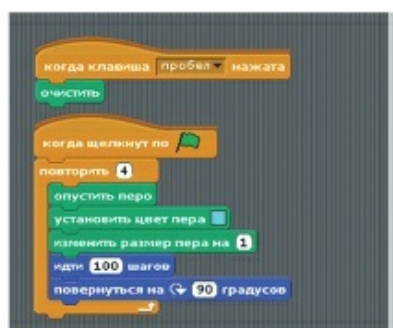 когда клавиша пробел нажата
очистить
когда щелкнут по
повторить 4
опустить перо
установить цвет пера
изменить размер пера на 1
идти 100 шагов
повернуться на 90 градусов